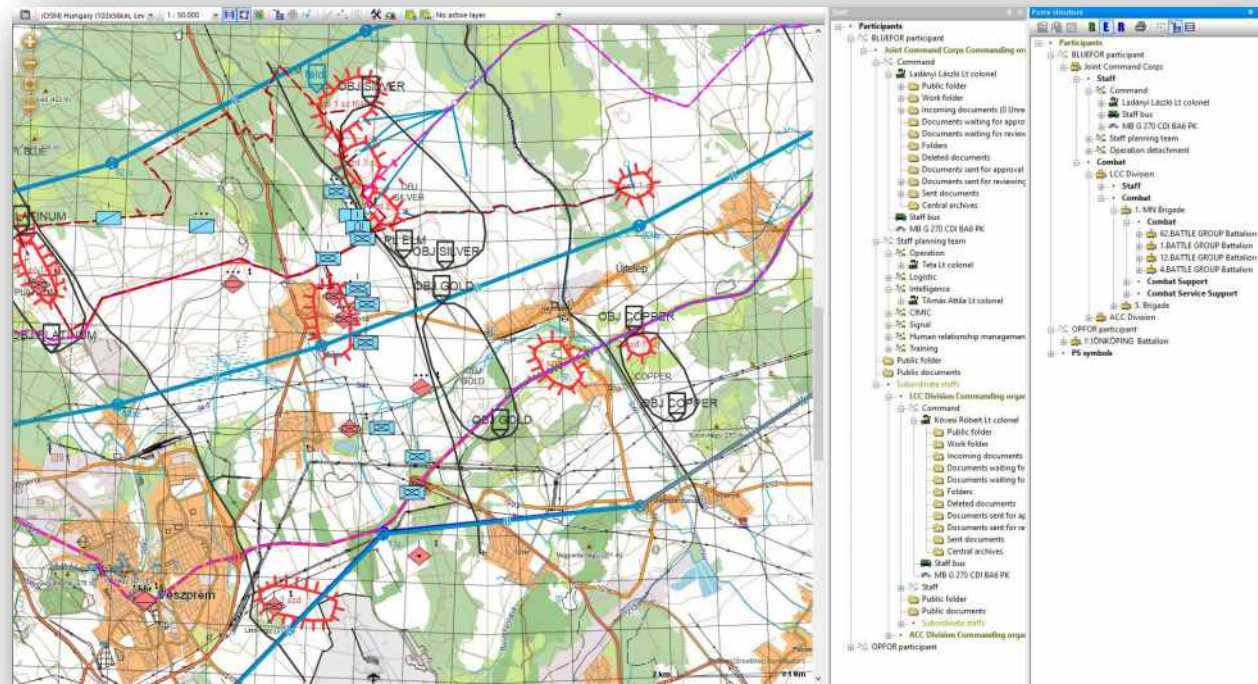 (OSM) Hungary (102x56km, Lev
1 : 50.000
No active layer
OBJ SILVER
OBJ
SILVER
PL ELM
OBJ SILVER
OBJ GOLD
OBJ COPPER
Újtelep
OBJ
GOLD
COPPER
OBJ COPPER
OBJ GOLD
OBJ PLATINUM
Veszprém
2 km
Staff
Participants
BLUEFOR participant
Joint Command Corps Commanding
Command
Ladányi László Lt colonel
Public folder
Work folder
Incoming documents (0 Unre
Documents waiting for appro
Documents waiting for review
Folders
Deleted documents
Documents sent for approval
Documents sent for reviewing
Sent documents
Central archives
Staff bus
MB G 270 CDI BA6 PK
Staff planning team
Operation
Teta Lt colonel
Logistic
Intelligence
TAmás Attila Lt colonel
CIMIC
Signal
Human relationship managemen
Training
Public folder
Public documents
Subordinate staffs
LCC Division Commanding orga
Command
Kövesi Róbert Lt colonel
Public folder
Work folder
Incoming documents
Documents waiting fo
Documents waiting fo
Folders
Deleted documents
Documents sent for ap
Documents sent for re
Sent documents
Central archives
Staff bus
MB G 270 CDI BA6 PK
Staff
Public folder
Public documents
Subordinate staffs
ACC Division Commanding orga
OPFOR participant
Force structure
Participants
BLUEFOR participant
Joint Command Corps
Staff
Command
Ladányi László Lt colonel
Staff bus
MB G 270 CDI BA6 PK
Staff planning team
Operation detachment
Combat
LCC Division
Staff
Combat
1. MN Brigade
Combat
62.BATTLE GROUP Battalion
1.BATTLE GROUP Battalion
12.BATTLE GROUP Battalion
4.BATTLE GROUP Battalion
Combat Support
Combat Service Support
5. Brigade
ACC Division
OPFOR participant
JÖNKÖPING Battalion
PS symbols